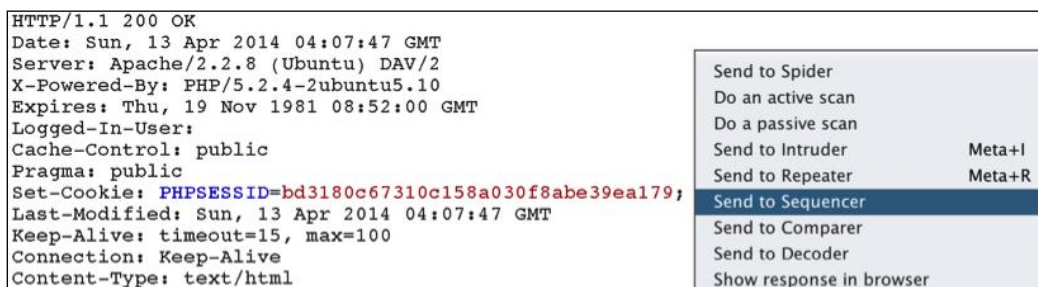 HTTP/1.1 200 OK
Date: Sun, 13 Apr 2014 04:07:47 GMT
Server: Apache/2.2.8 (Ubuntu) DAV/2
X-Powered-By: PHP/5.2.4-2ubuntu5.10
Expires: Thu, 19 Nov 1981 08:52:00 GMT
Logged-In-User:
Cache-Control: public
Pragma: public
Set-Cookie: PHPSESSID=bd3180c67310c158a030f8abe39ea179;
Last-Modified: Sun, 13 Apr 2014 04:07:47 GMT
Keep-Alive: timeout=15, max=100
Connection: Keep-Alive
Content-Type: text/html
Send to Spider
Do an active scan
Do a passive scan
Send to Intruder Meta+I
Send to Repeater Meta+R
Send to Sequencer
Send to Comparer
Send to Decoder
Show response in browser